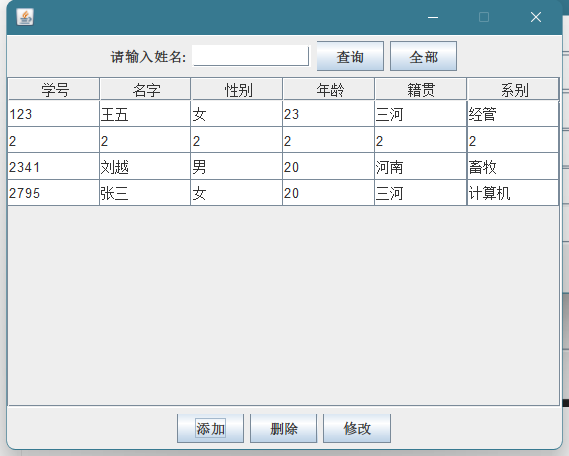 请输入姓名: 查询 全部
学号 名字 性别 年龄 籍贯 系别
123 王五 女 23 三河 经管
2 2 2 2 2 2
2341 刘越 男 20 河南 畜牧
2795 张三 女 20 三河 计算机
添加 删除 修改